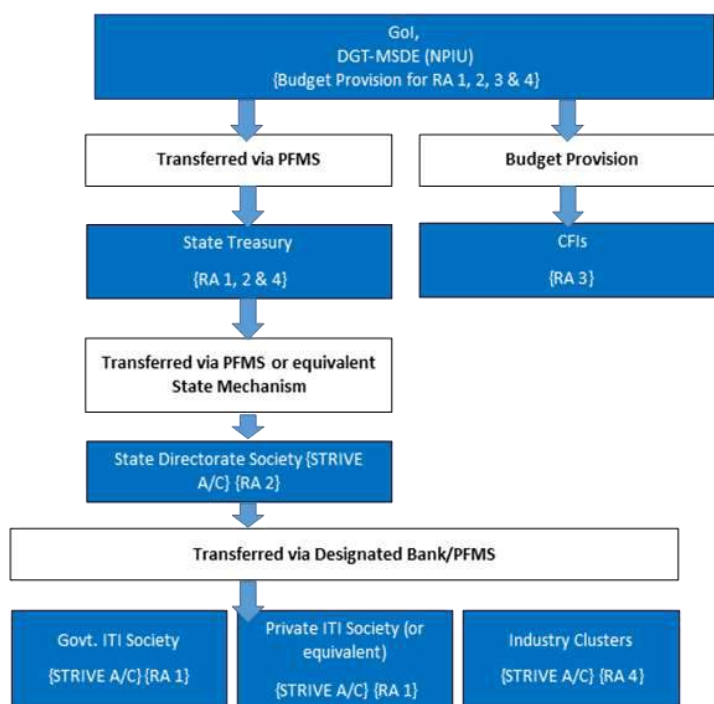 GoI,
DGT-MSDE (NPIU)
{Budget Provision for RA 1, 2, 3 & 4}
Transferred via PFMS
Budget Provision
State Treasury
{RA 1, 2 & 4}
CFIs
{RA 3}
Transferred via PFMS or equivalent
State Mechanism
State Directorate Society {STRIVE
A/C} {RA 2}
Transferred via Designated Bank/PFMS
Govt. ITI Society
{STRIVE A/C} {RA 1}
Private ITI Society (or
equivalent)
{STRIVE A/C} {RA 1}
Industry Clusters
{STRIVE A/C} {RA 4}